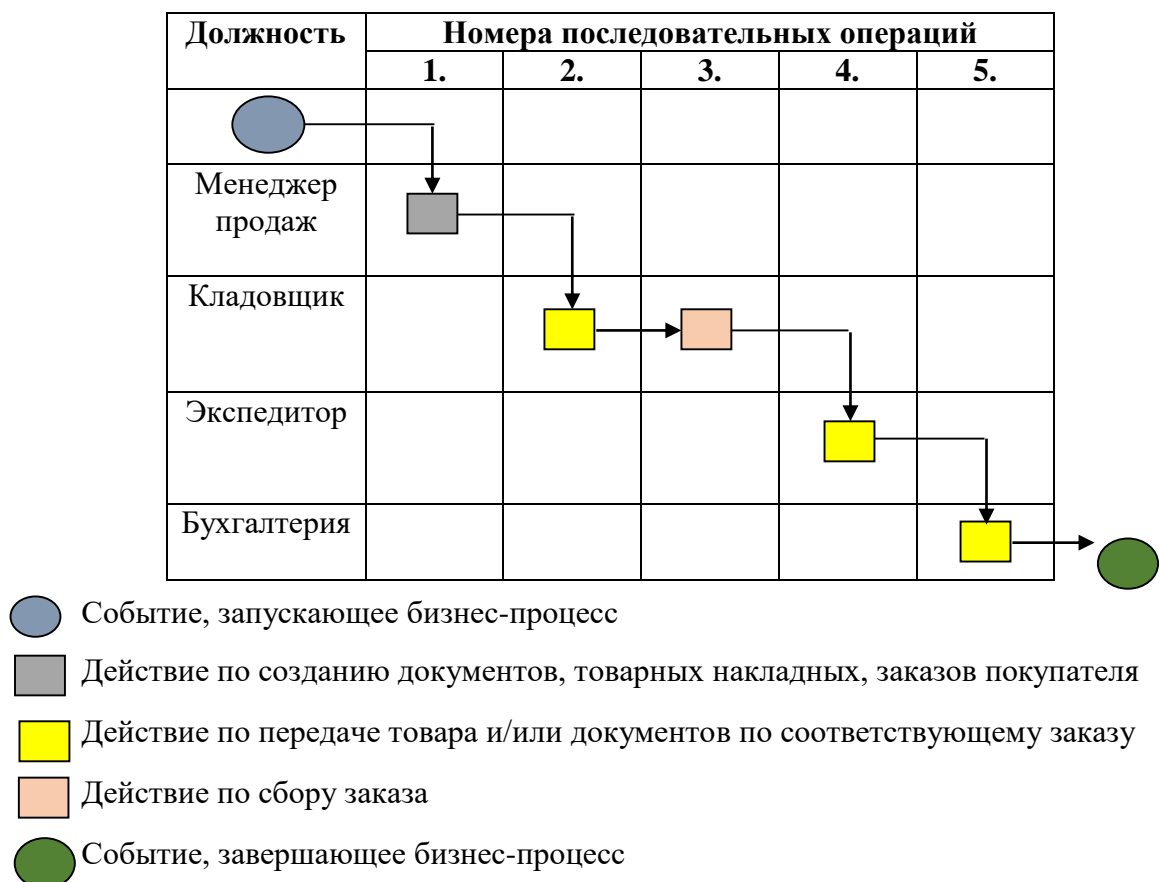 Должность
Номера последовательных операций
1. 2. 3. 4. 5.
Менеджер
продаж
Кладовщик
Экспедитор
Бухгалтерия
Событие, запускающее бизнес-процесс
Действие по созданию документов, товарных накладных, заказов покупателя
Действие по передаче товара и/или документов по соответствующему заказу
Действие по сбору заказа
Событие, завершающее бизнес-процесс